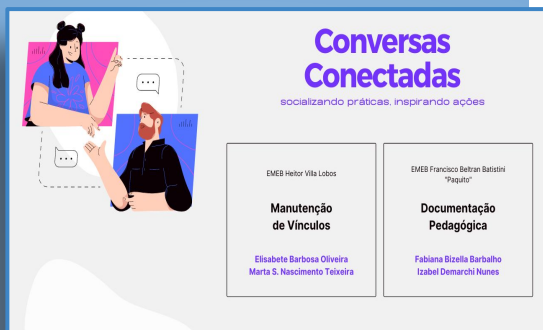 Conversas
Conectadas
socializando práticas, inspirando ações
EMEB Heitor Villa Lobos
Manutenção
de Vínculos
Elisabete Barbosa Oliveira
Marta S. Nascimento Teixeira
EMEB Francisco Beltran Batistini
"Paquito"
Documentação
Pedagógica
Fabiana Bizella Barbalho
Izabel Demarchi Nunes